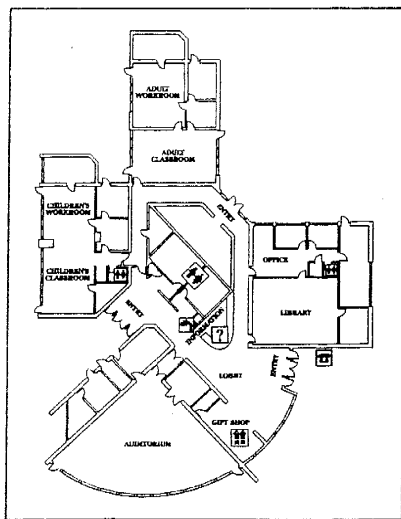 ADULT
WORKROOM
ADULT
CLASSROOM
CHILDREN'S
WORKROOM
ENTRY
OFFICE
CHILDREN'S
CLASSROOM
LIBRARY
ENTRY
INFORMATION
?
ENTRY
LOBBY
GIFT SHOP
AUDITORIUM